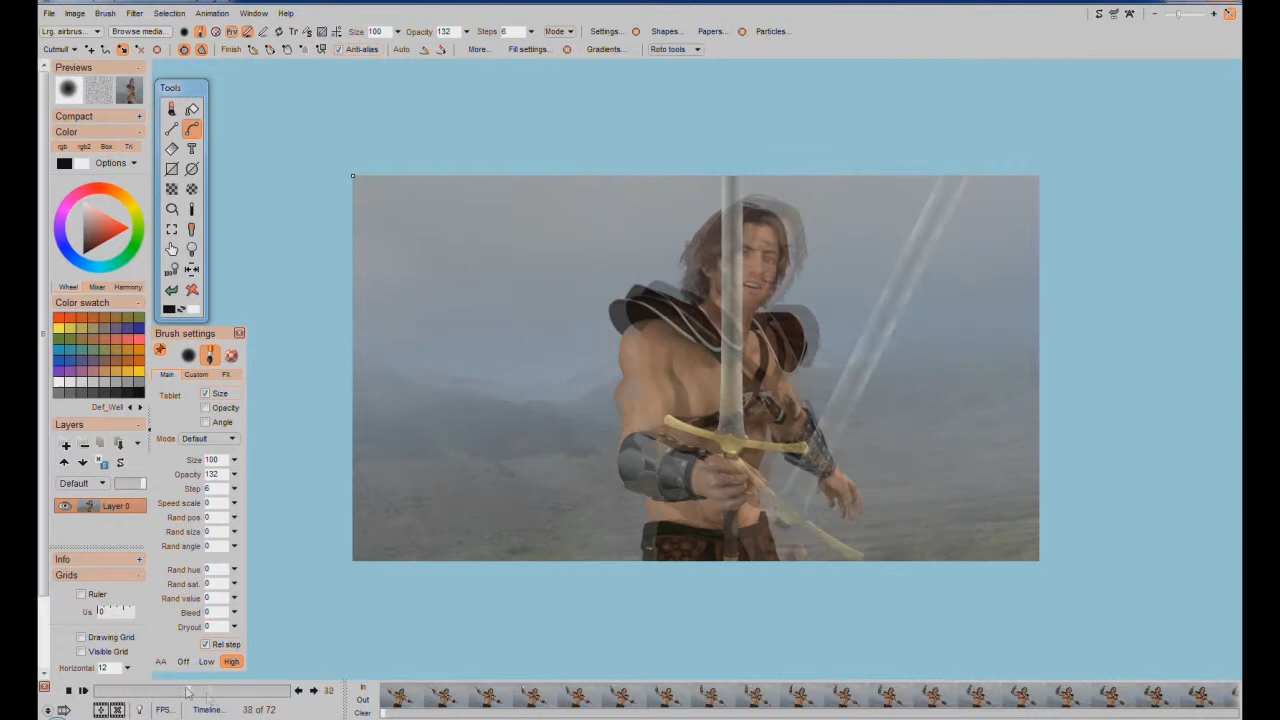 File Image Brush Filter Selection Animation Window Help
Lrg. airbrus... Browse media... Prv Tr Size 100 Opacity 132 Steps 6 Mode Settings... Shapes... Papers... Particles...
Cutmull Finish Anti-alias Auto More... Fill settings... Gradients... Roto tools
Previews -
Compact +
Color -
rgb rgb2 Box Tri
Options
Wheel Mixer Harmony
Color swatch -
Def_Well
Layers -
Default
Layer 0
Info +
Grids -
Ruler
Us 0
Drawing Grid
Visible Grid
Horizontal 12
Tools
Brush settings
Main Custom FX
Tablet Size
Opacity
Angle
Mode Default
Size 100
Opacity 132
Step 6
Speed scale 0
Rand pos 0
Rand size 0
Rand angle 0
Rand hue 0
Rand sat. 0
Rand value 0
Bleed 0
Dryout 0
Rel step
AA Off Low High
32
FPS... Timeline... 38 of 72
In
Out
Clear